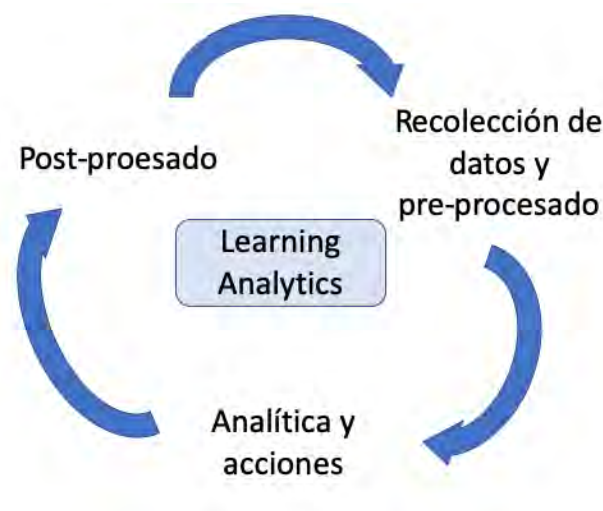 Post-proesado
Recolección de
datos y
pre-procesado
Learning
Analytics
Analítica y
acciones